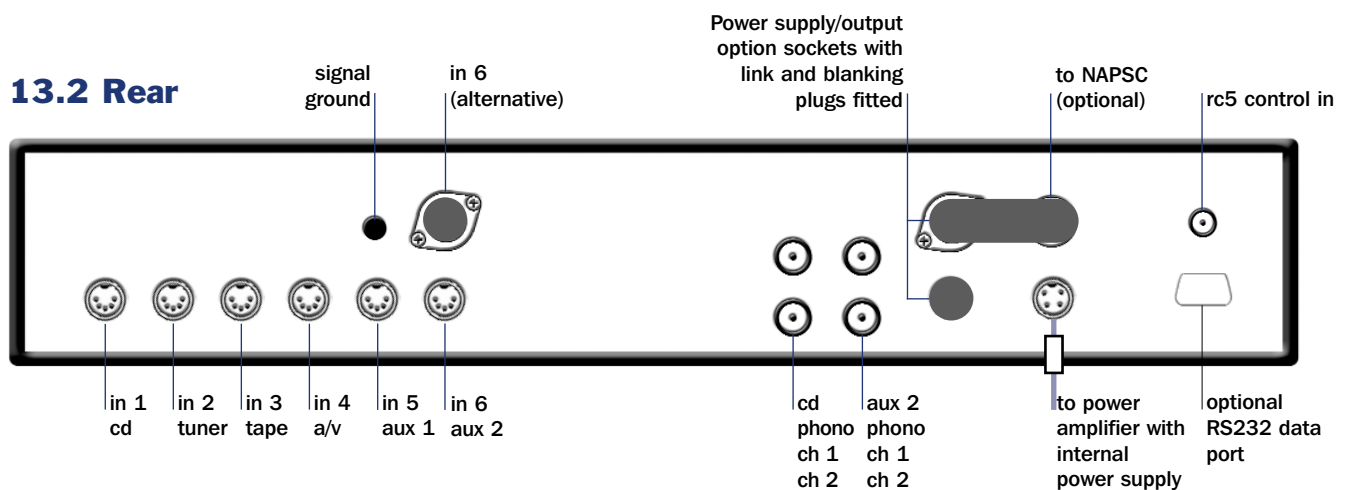 13.2 Rear
signal
ground
in 6
(alternative)
Power supply/output
option sockets with
link and blanking
plugs fitted
to NAPSC
(optional)
rc5 control in
in 1
cd
in 2
tuner
in 3
tape
in 4
a/v
in 5
aux 1
in 6
aux 2
cd
phono
ch 1
ch 2
aux 2
phono
ch 1
ch 2
to power
amplifier with
internal
power supply
optional
RS232 data
port